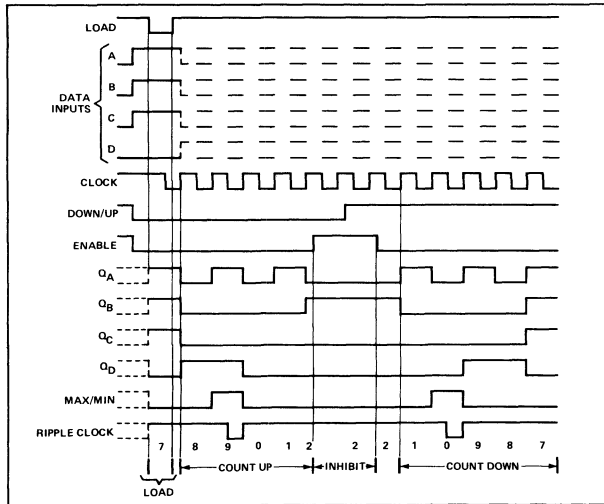 LOAD
A
B
DATA
INPUTS
C
D
CLOCK
DOWN/UP
ENABLE
QA
QB
QC
QD
MAX/MIN
RIPPLE CLOCK
7 8 9 0 1 2 2 2 1 0 9 8 7
COUNT UP INHIBIT COUNT DOWN
LOAD